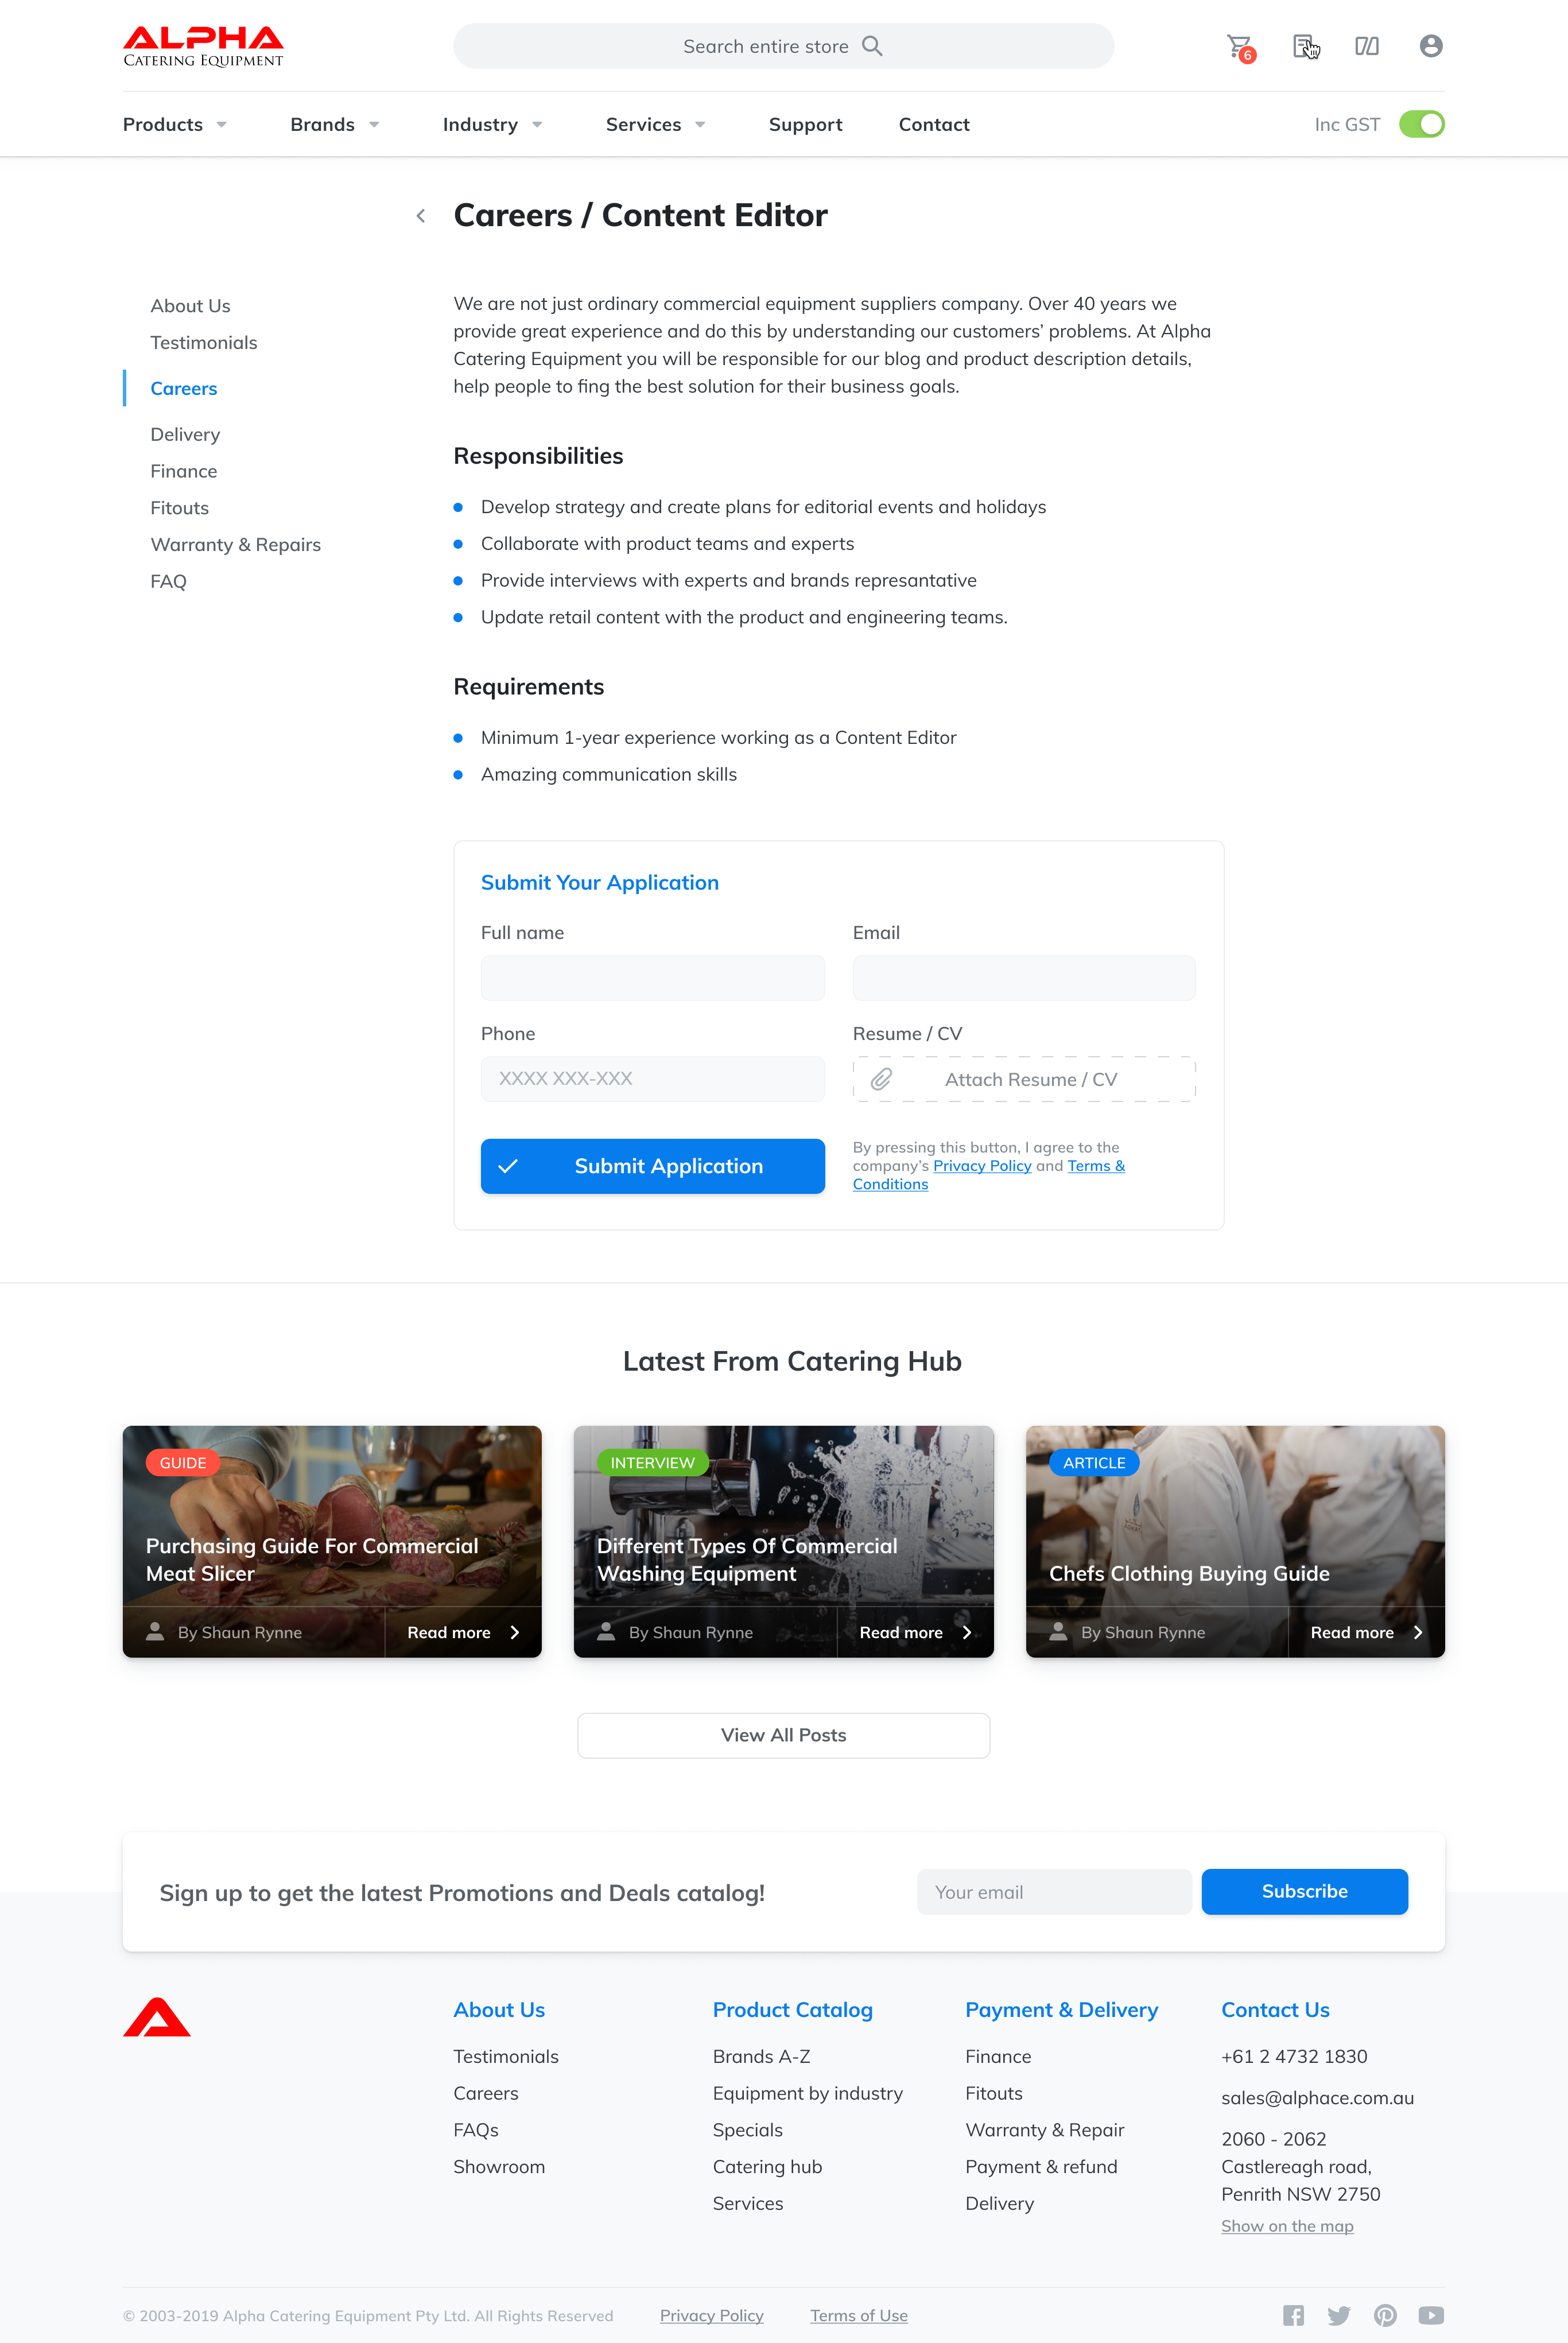 ALPHA
CATERING EQUIPMENT
Search entire store
6
Products
Brands
Industry
Services
Support
Contact
Inc GST
Careers / Content Editor
About Us
Testimonials
Careers
Delivery
Finance
Fitouts
Warranty & Repairs
FAQ
We are not just ordinary commercial equipment suppliers company. Over 40 years we
provide great experience and do this by understanding our customers’ problems. At Alpha
Catering Equipment you will be responsible for our blog and product description details,
help people to fing the best solution for their business goals.
Responsibilities
Develop strategy and create plans for editorial events and holidays
Collaborate with product teams and experts
Provide interviews with experts and brands represantative
Update retail content with the product and engineering teams.
Requirements
Minimum 1-year experience working as a Content Editor
Amazing communication skills
Submit Your Application
Full name
Email
Phone
Resume / CV
XXXX XXX-XXX
Attach Resume / CV
Submit Application
By pressing this button, I agree to the
company’s Privacy Policy and Terms &
Conditions
Latest From Catering Hub
GUIDE
Purchasing Guide For Commercial
Meat Slicer
By Shaun Rynne
Read more
INTERVIEW
Different Types Of Commercial
Washing Equipment
By Shaun Rynne
Read more
ARTICLE
Chefs Clothing Buying Guide
By Shaun Rynne
Read more
View All Posts
Sign up to get the latest Promotions and Deals catalog!
Your email
Subscribe
About Us
Testimonials
Careers
FAQs
Showroom
Product Catalog
Brands A-Z
Equipment by industry
Specials
Catering hub
Services
Payment & Delivery
Finance
Fitouts
Warranty & Repair
Payment & refund
Delivery
Contact Us
+61 2 4732 1830
sales@alphace.com.au
2060 - 2062
Castlereagh road,
Penrith NSW 2750
Show on the map
© 2003-2019 Alpha Catering Equipment Pty Ltd. All Rights Reserved
Privacy Policy
Terms of Use